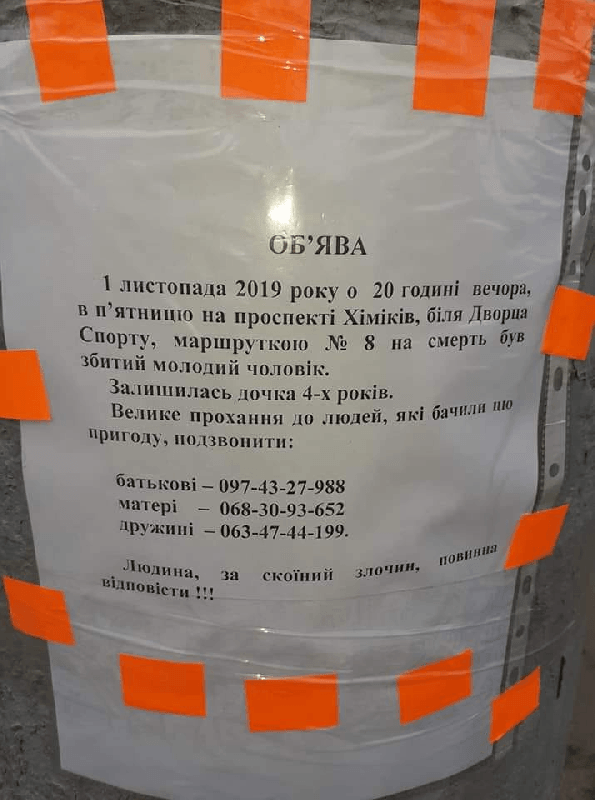 ОБ’ЯВА
1 листопада 2019 року о 20 годині вечора,
в п’ятницю на проспекті Хіміків, біля Дворца
Спорту, маршруткою № 8 на смерть був
збитий молодий чоловік.
Залишилась дочка 4-х років.
Велике прохання до людей, які бачили цю
пригоду, подзвонити:
батькові – 097-43-27-988
матері – 068-30-93-652
дружині – 063-47-44-199.
Людина, за скоїний злочин, повинна
відповісти !!!